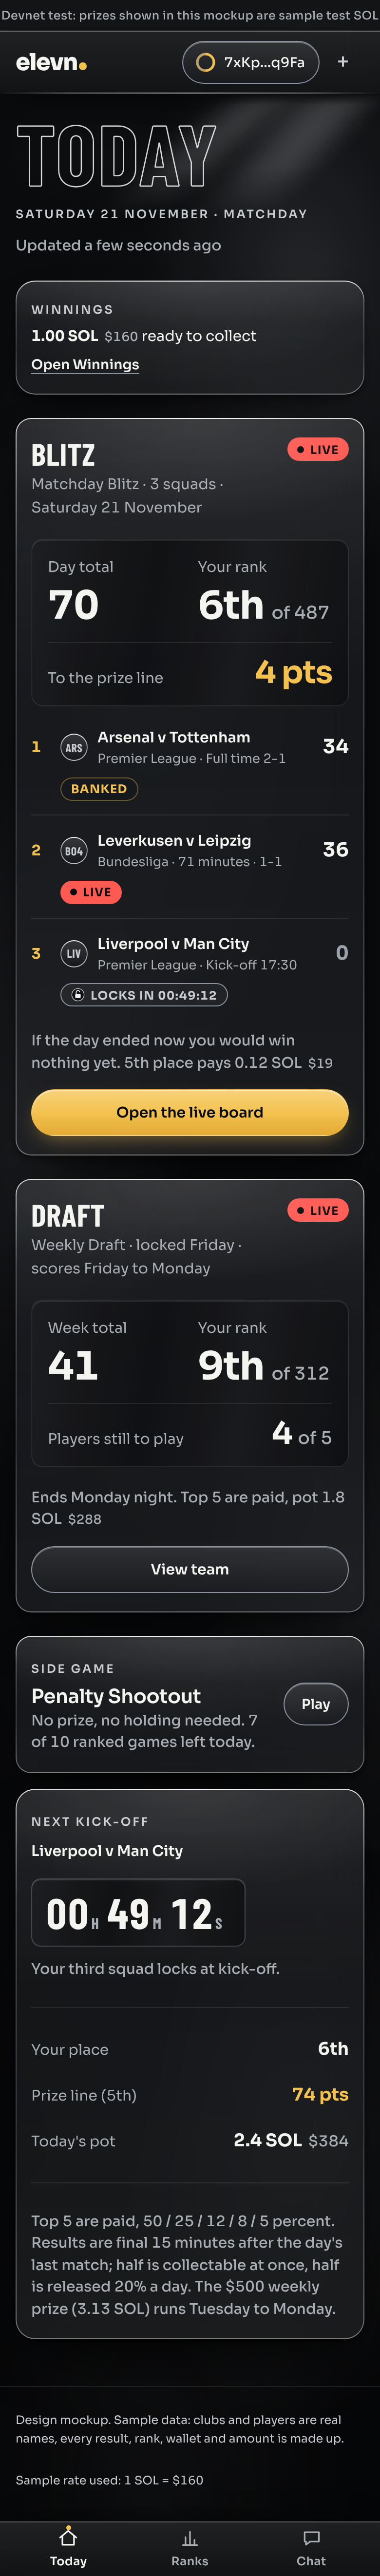 Devnet test: prizes shown in this mockup are sample test SOL
elevn.
7xKp...q9Fa
+
TODAY
SATURDAY 21 NOVEMBER · MATCHDAY
Updated a few seconds ago
WINNINGS
1.00 SOL $160 ready to collect
Open Winnings
BLITZ
LIVE
Matchday Blitz · 3 squads ·
Saturday 21 November
Day total
Your rank
70
6th of 487
To the prize line
4 pts
1
ARS
Arsenal v Tottenham
34
Premier League · Full time 2-1
BANKED
2
B04
Leverkusen v Leipzig
36
Bundesliga · 71 minutes · 1-1
LIVE
3
LIV
Liverpool v Man City
0
Premier League · Kick-off 17:30
LOCKS IN 00:49:12
If the day ended now you would win
nothing yet. 5th place pays 0.12 SOL $19
Open the live board
DRAFT
LIVE
Weekly Draft · locked Friday ·
scores Friday to Monday
Week total
Your rank
41
9th of 312
Players still to play
4 of 5
Ends Monday night. Top 5 are paid, pot 1.8
SOL $288
View team
SIDE GAME
Penalty Shootout
No prize, no holding needed. 7
of 10 ranked games left today.
Play
NEXT KICK-OFF
Liverpool v Man City
00H 49M 12S
Your third squad locks at kick-off.
Your place
6th
Prize line (5th)
74 pts
Today's pot
2.4 SOL $384
Top 5 are paid, 50 / 25 / 12 / 8 / 5 percent.
Results are final 15 minutes after the day's
last match; half is collectable at once, half
is released 20% a day. The $500 weekly
prize (3.13 SOL) runs Tuesday to Monday.
Design mockup. Sample data: clubs and players are real
names, every result, rank, wallet and amount is made up.
Sample rate used: 1 SOL = $160
Today
Ranks
Chat